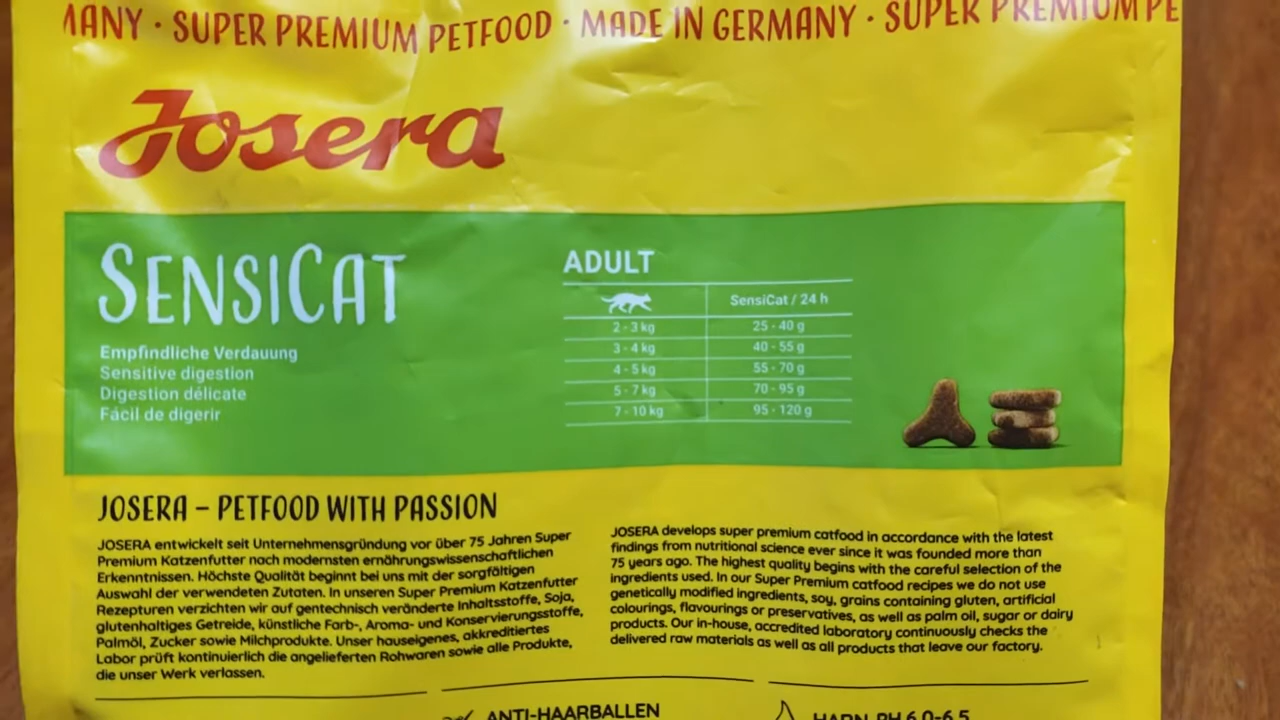 MANY · SUPER PREMIUM PETFOOD · MADE IN GERMANY · SUPER PREMIUM PE
Josera
SENSICAT
Empfindliche Verdauung
Sensitive digestion
Digestion délicate
Fácil de digerir
ADULT
SensiCat / 24 h
2 - 3 kg 25 - 40 g
3 - 4 kg 40 - 55 g
4 - 5 kg 55 - 70 g
5 - 7 kg 70 - 95 g
7 - 10 kg 95 - 120 g
JOSERA – PETFOOD WITH PASSION
JOSERA entwickelt seit Unternehmensgründung vor über 75 Jahren Super
Premium Katzenfutter nach modernsten ernährungswissenschaftlichen
Erkenntnissen. Höchste Qualität beginnt bei uns mit der sorgfältigen
Auswahl der verwendeten Zutaten. In unseren Super Premium Katzenfutter
Rezepturen verzichten wir auf gentechnisch veränderte Inhaltsstoffe, Soja,
glutenhaltiges Getreide, künstliche Farb-, Aroma- und Konservierungsstoffe,
Palmöl, Zucker sowie Milchprodukte. Unser hauseigenes, akkreditiertes
Labor prüft kontinuierlich die angelieferten Rohwaren sowie alle Produkte,
die unser Werk verlassen.
JOSERA develops super premium catfood in accordance with the latest
findings from nutritional science ever since it was founded more than
75 years ago. The highest quality begins with the careful selection of the
ingredients used. In our Super Premium catfood recipes we do not use
genetically modified ingredients, soy, grains containing gluten, artificial
colourings, flavourings or preservatives, as well as palm oil, sugar or dairy
products. Our in-house, accredited laboratory continuously checks the
delivered raw materials as well as all products that leave our factory.
ANTI-HAARBALLEN
HARN-PH 6,0-6,5